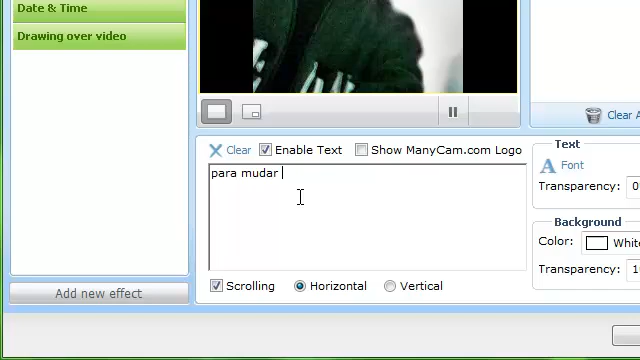 Date & Time
Drawing over video
Clear A
Clear
Enable Text
Show ManyCam.com Logo
para mudar
Text
Font
Transparency: 0
Background
Color: White
Transparency: 1
Scrolling
Horizontal
Vertical
Add new effect